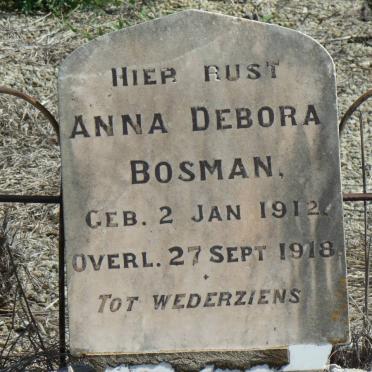 HIER RUST
ANNA DEBORA
BOSMAN,
GEB. 2 JAN 1912.
OVERL. 27 SEPT 1918
TOT WEDERZIENS